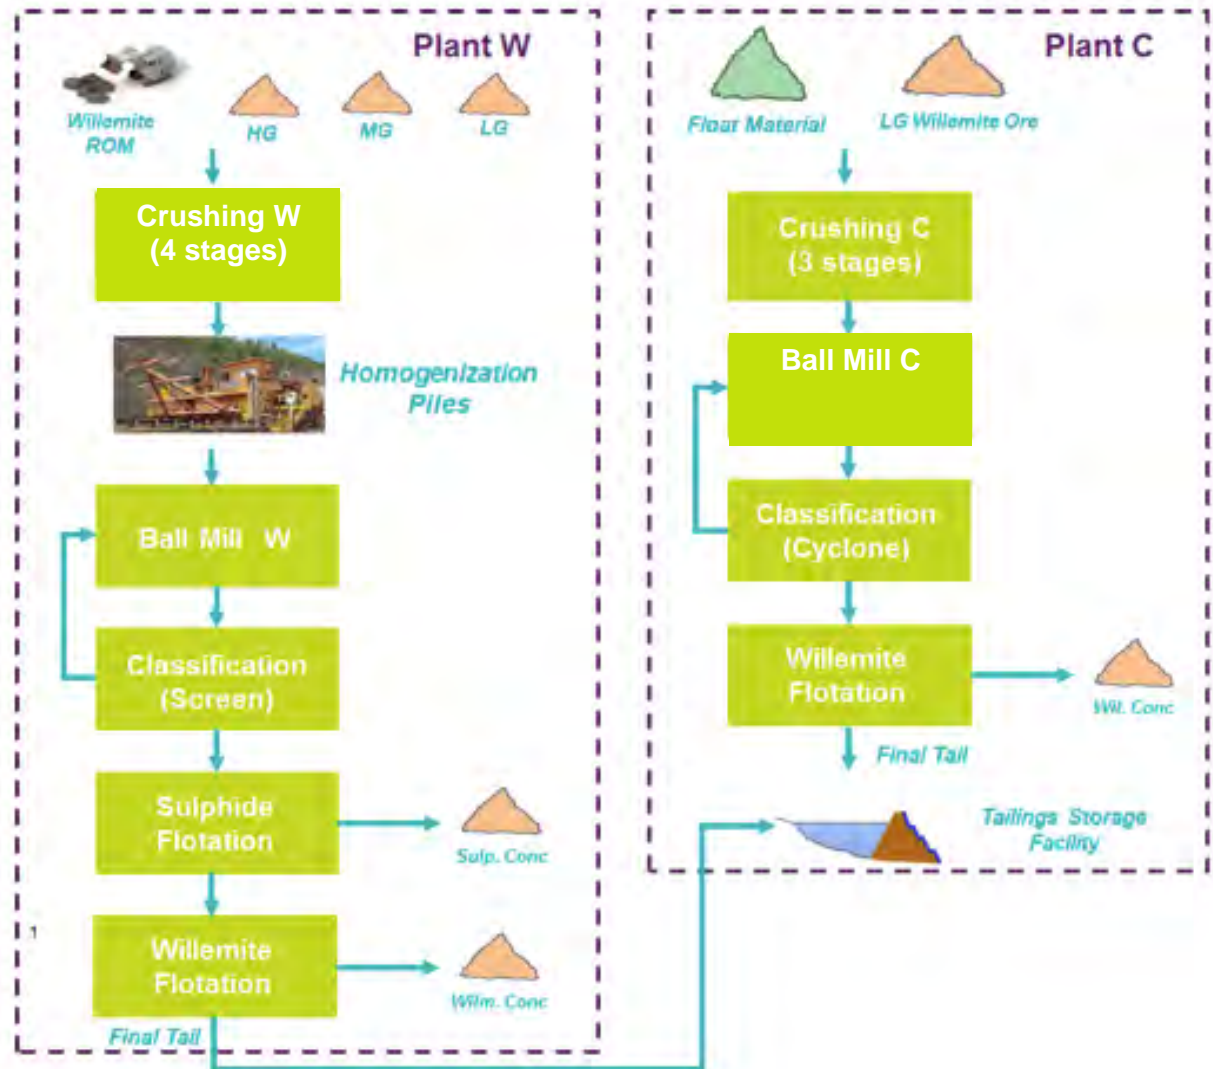 Plant W
Willemite
ROM
HG
MG
LG
Crushing W
(4 stages)
Homogenization
Piles
Ball Mill W
Classification
(Screen)
Sulphide
Flotation
Sulp. Conc
1
Willemite
Flotation
Wilm. Conc
Final Tail
Plant C
Float Material
LG Willemite Ore
Crushing C
(3 stages)
Ball Mill C
Classification
(Cyclone)
Willemite
Flotation
Wil. Conc
Final Tail
Tailings Storage
Facility